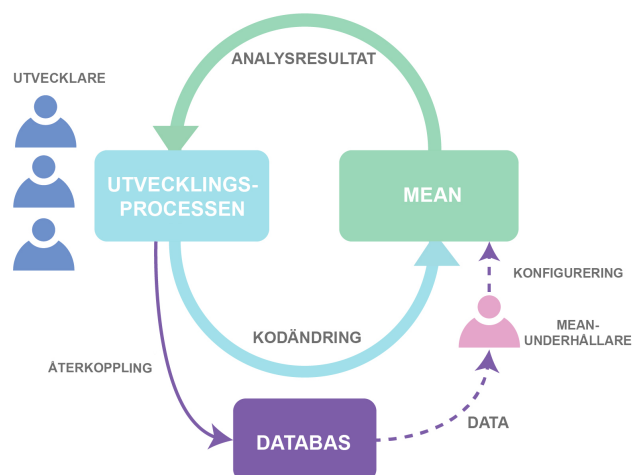 ANALYSRESULTAT
UTVECKLARE
UTVECKLINGS-
PROCESSEN
MEAN
KONFIGURERING
KODÄNDRING
MEAN-
UNDERHÅLLARE
ÅTERKOPPLING
DATA
DATABAS